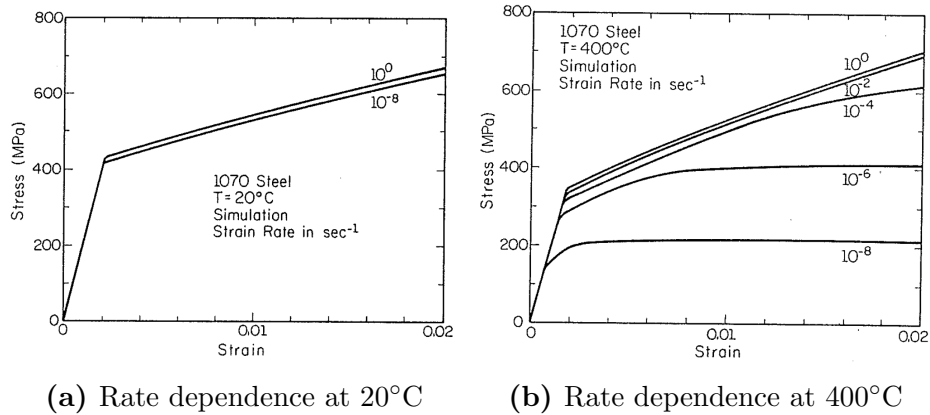 800
600
400
200
0
Stress (MPa)
10⁰
10⁻⁸
1070 Steel
T=20°C
Simulation
Strain Rate in sec⁻¹
0
0.01
0.02
Strain
(a) Rate dependence at 20°C
800
600
400
200
0
Stress (MPa)
1070 Steel
T=400°C
Simulation
Strain Rate in sec⁻¹
10⁰
10⁻²
10⁻⁴
10⁻⁶
10⁻⁸
0
0.01
0.02
Strain
(b) Rate dependence at 400°C